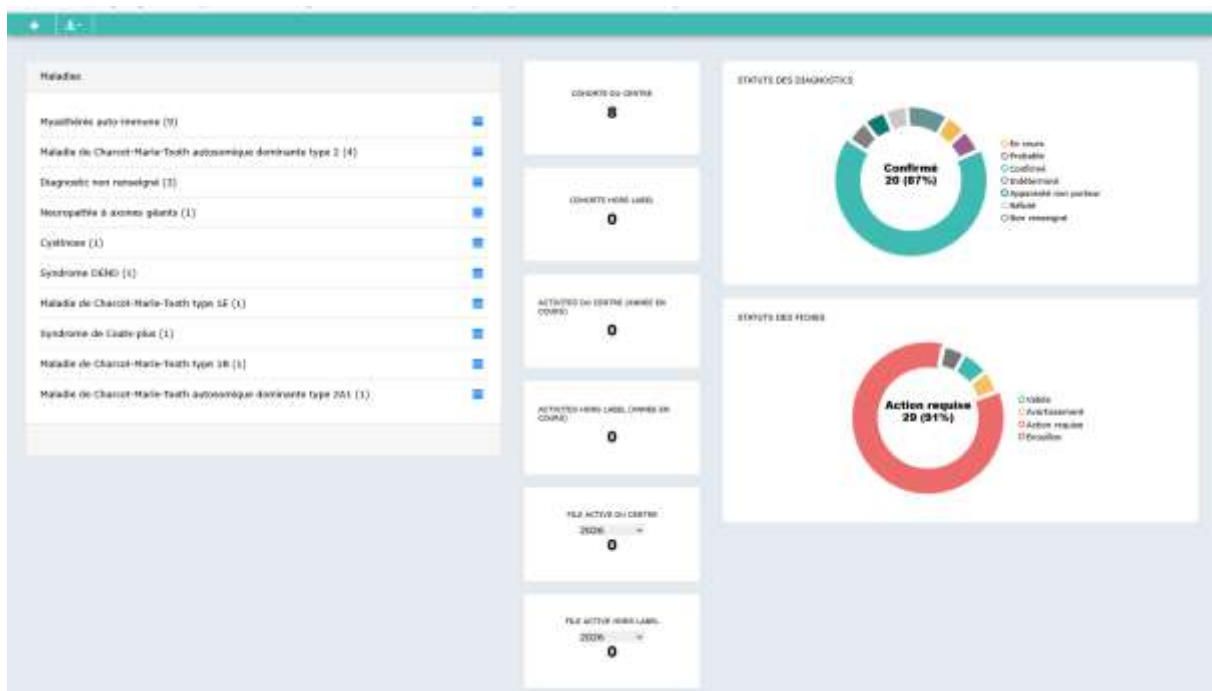 Maladies
Myasthénie auto-immune (9)
Maladie de Charcot-Marie-Tooth autosomique dominante type 2 (4)
Diagnostic non renseigné (3)
Neuropathie à axones géants (1)
Cystinose (1)
Syndrome DEND (1)
Maladie de Charcot-Marie-Tooth type 1E (1)
Syndrome de Coats-plus (1)
Maladie de Charcot-Marie-Tooth type 1B (1)
Maladie de Charcot-Marie-Tooth autosomique dominante type 2A1 (1)
COHORTE DU CENTRE
8
COHORTE HORS LABEL
0
ACTIVITÉS DU CENTRE (ANNÉE EN
COURS)
0
ACTIVITÉS HORS LABEL (ANNÉE EN
COURS)
0
FILE ACTIVE DU CENTRE
2026
0
FILE ACTIVE HORS LABEL
2026
0
STATUTS DES DIAGNOSTICS
Confirmé
20 (87%)
En cours
Probable
Confirmé
Indéterminé
Apparenté non porteur
Réfuté
Non renseigné
STATUTS DES FICHES
Action requise
29 (91%)
Valide
Avertissement
Action requise
Brouillon